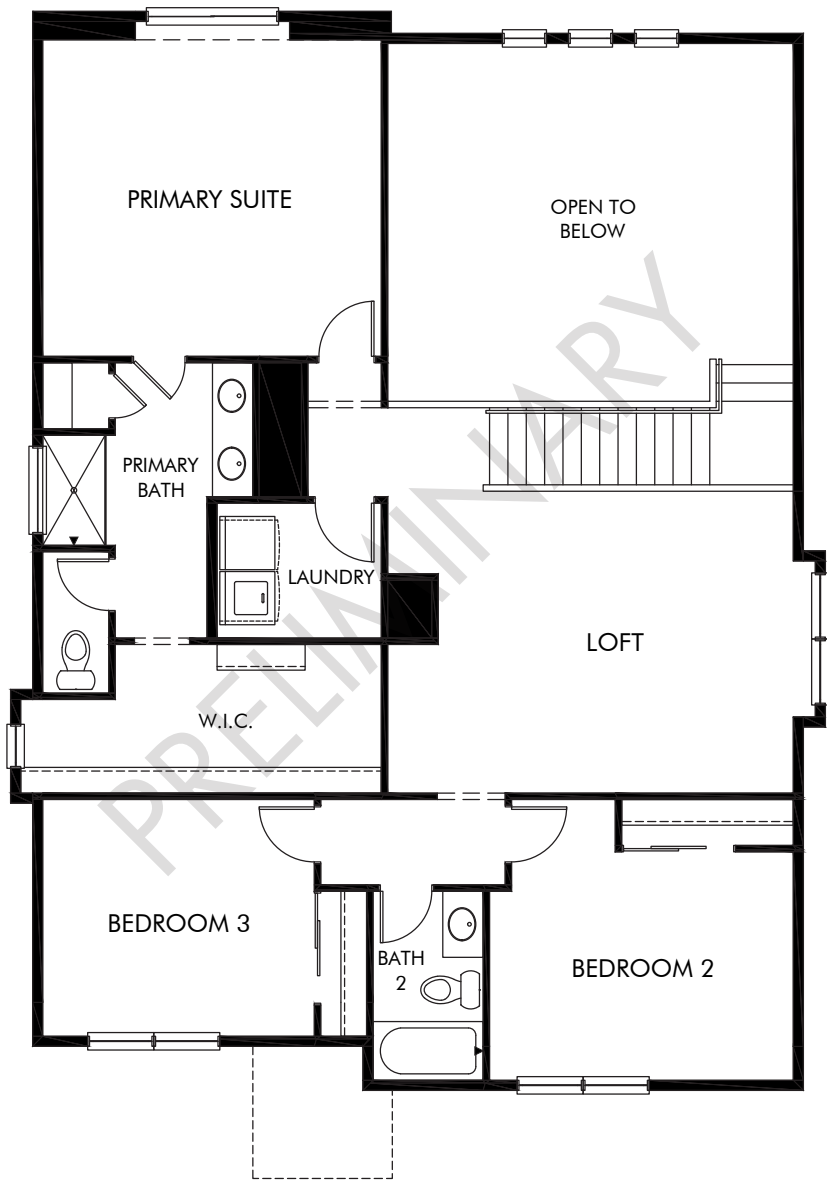 PRIMARY SUITE
OPEN TO
BELOW
PRIMARY
BATH
LAUNDRY
LOFT
W.I.C.
BEDROOM 3
BATH
2
BEDROOM 2
PRELIMINARY